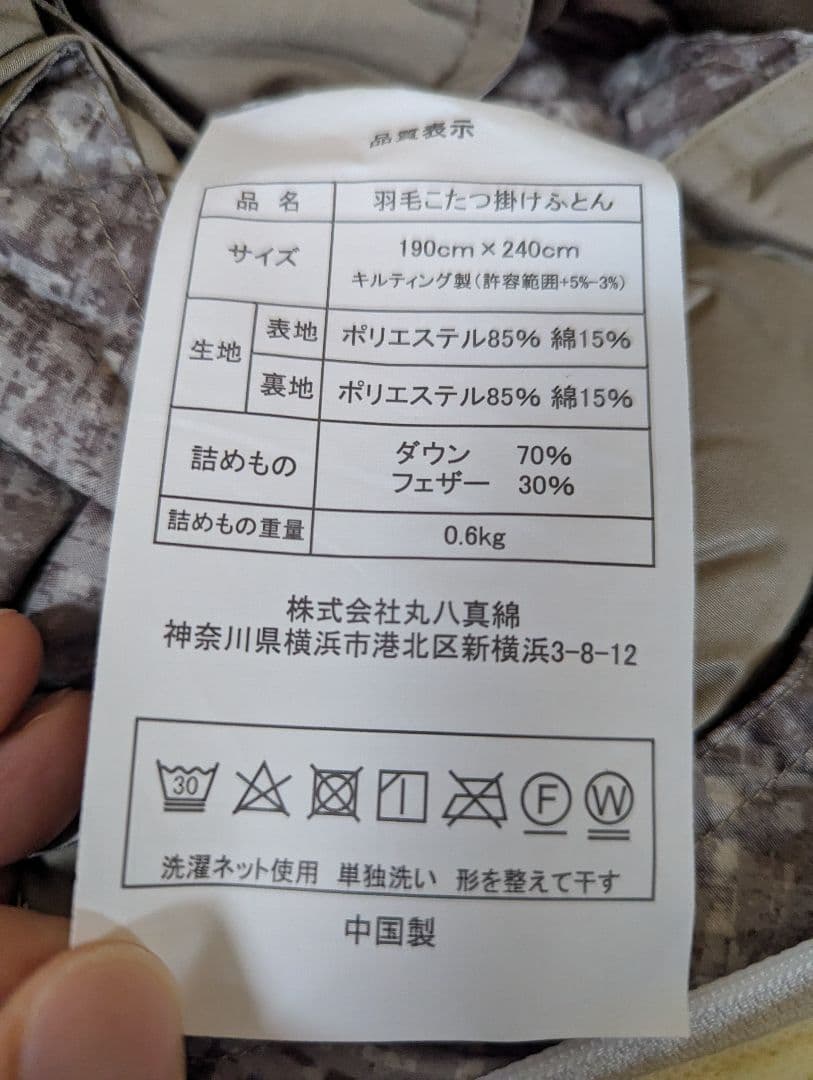 品質表示
品 名 羽毛こたつ掛けふとん
サイズ 190cm×240cm
キルティング製(許容範囲+5%-3%)
生地 表地 ポリエステル85% 綿15%
裏地 ポリエステル85% 綿15%
詰めもの ダウン 70%
フェザー 30%
詰めもの重量 0.6kg
株式会社丸八真綿
神奈川県横浜市港北区新横浜3-8-12
30 F W
洗濯ネット使用 単独洗い 形を整えて干す
中国製